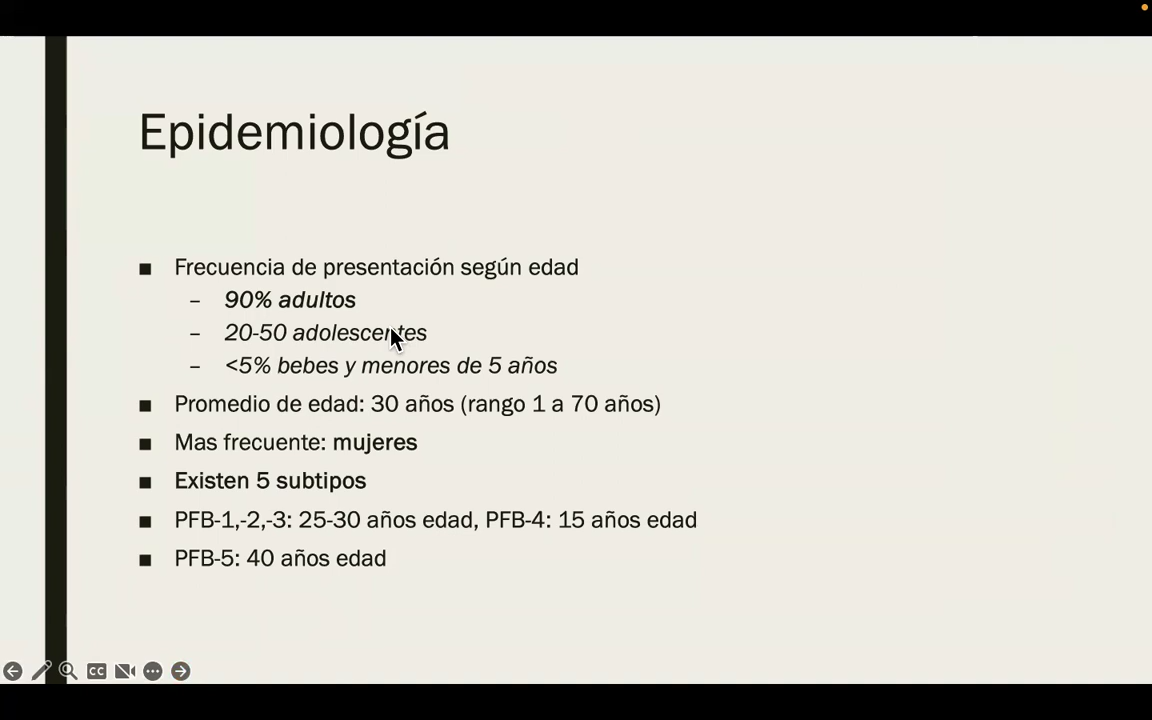 Epidemiología
■ Frecuencia de presentación según edad
– 90% adultos
– 20-50 adolescentes
– <5% bebes y menores de 5 años
■ Promedio de edad: 30 años (rango 1 a 70 años)
■ Mas frecuente: mujeres
■ Existen 5 subtipos
■ PFB-1,-2,-3: 25-30 años edad, PFB-4: 15 años edad
■ PFB-5: 40 años edad
CC